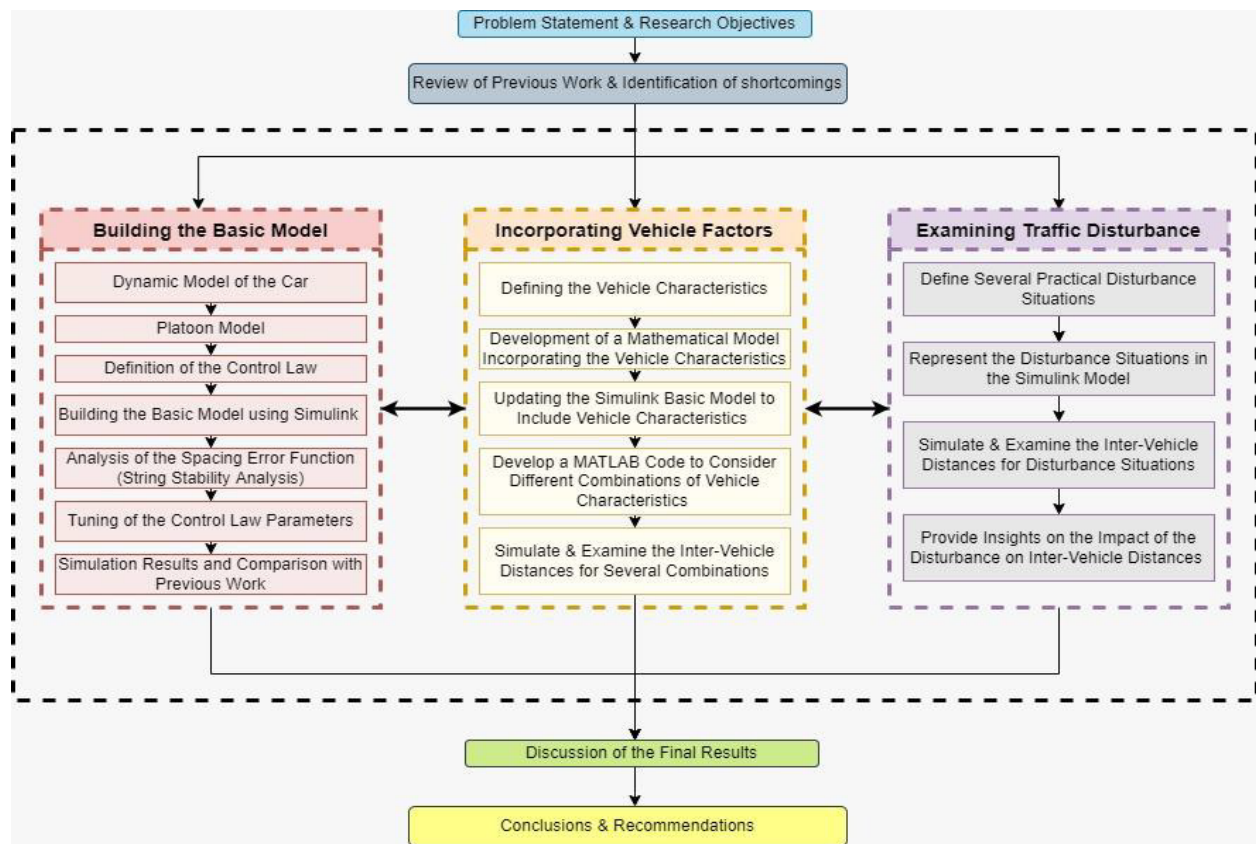 Problem Statement & Research Objectives
Review of Previous Work & Identification of shortcomings
Building the Basic Model
Dynamic Model of the Car
Platoon Model
Definition of the Control Law
Building the Basic Model using Simulink
Analysis of the Spacing Error Function
(String Stability Analysis)
Tuning of the Control Law Parameters
Simulation Results and Comparison with
Previous Work
Incorporating Vehicle Factors
Defining the Vehicle Characteristics
Development of a Mathematical Model
Incorporating the Vehicle Characteristics
Updating the Simulink Basic Model to
Include Vehicle Characteristics
Develop a MATLAB Code to Consider
Different Combinations of Vehicle
Characteristics
Simulate & Examine the Inter-Vehicle
Distances for Several Combinations
Examining Traffic Disturbance
Define Several Practical Disturbance
Situations
Represent the Disturbance Situations in
the Simulink Model
Simulate & Examine the Inter-Vehicle
Distances for Disturbance Situations
Provide Insights on the Impact of the
Disturbance on Inter-Vehicle Distances
Discussion of the Final Results
Conclusions & Recommendations